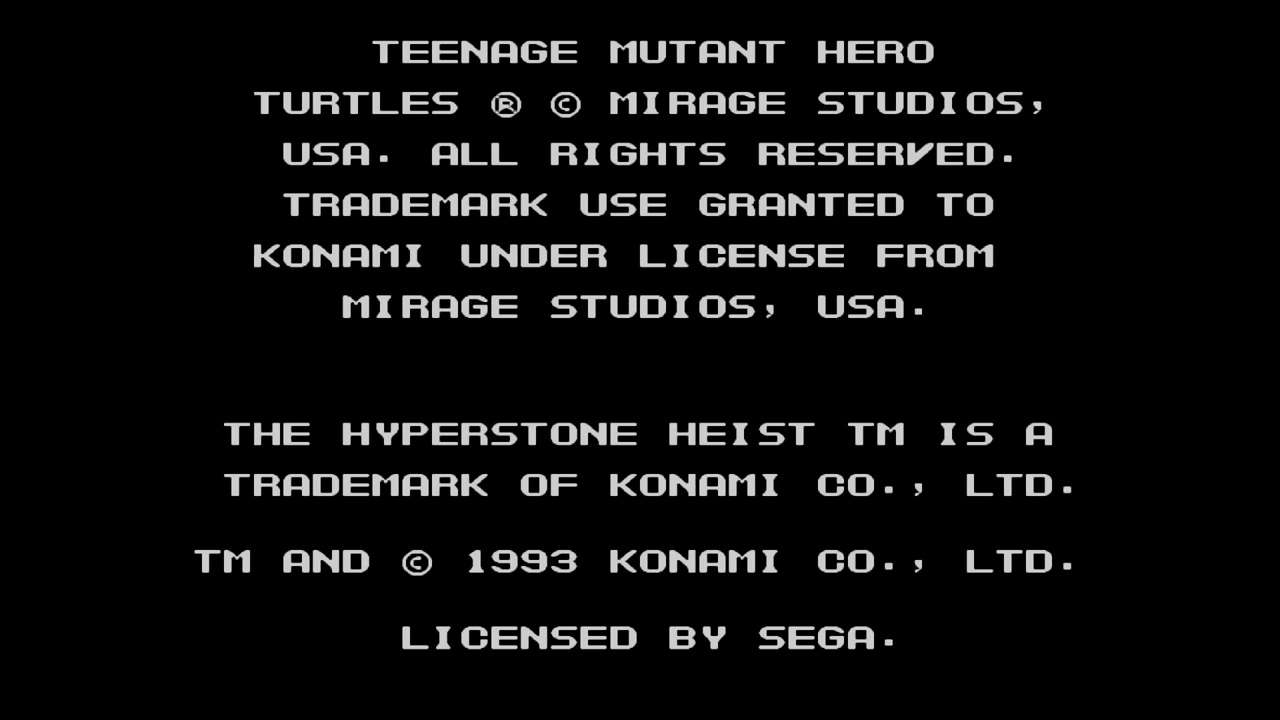 TEENAGE MUTANT HERO
TURTLES ® © MIRAGE STUDIOS,
USA. ALL RIGHTS RESERVED.
TRADEMARK USE GRANTED TO
KONAMI UNDER LICENSE FROM
MIRAGE STUDIOS, USA.
THE HYPERSTONE HEIST TM IS A
TRADEMARK OF KONAMI CO., LTD.
TM AND © 1993 KONAMI CO., LTD.
LICENSED BY SEGA.